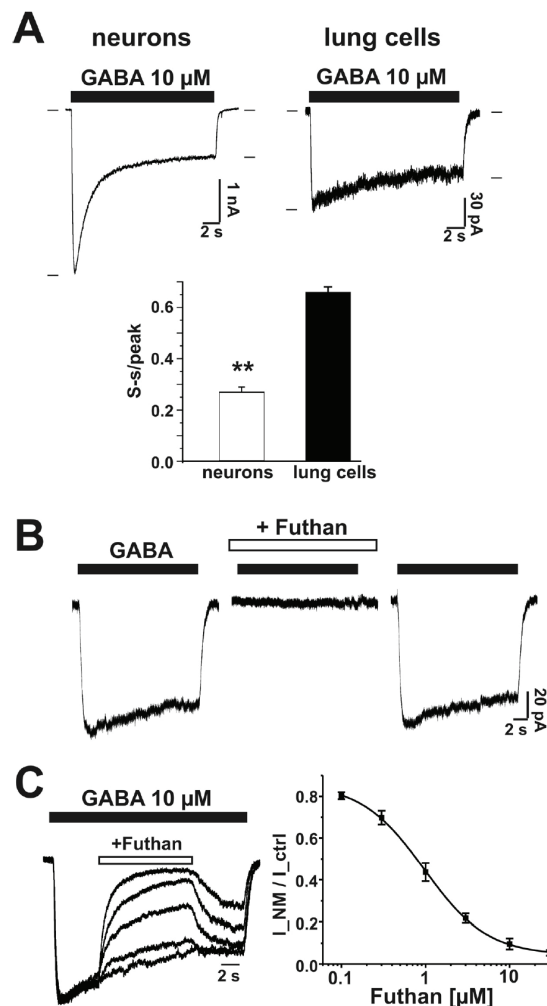 A
neurons lung cells
GABA 10 µM GABA 10 µM
1 nA
2 s
30 pA
2 s
S-s/peak
0.6
0.4
0.2
0.0
**
neurons lung cells
B
+ Futhan
GABA
20 pA
2 s
C
GABA 10 µM
+Futhan
2 s
I_NM / I_ctrl
0.8
0.6
0.4
0.2
0.0
0.1 1 10
Futhan [µM]